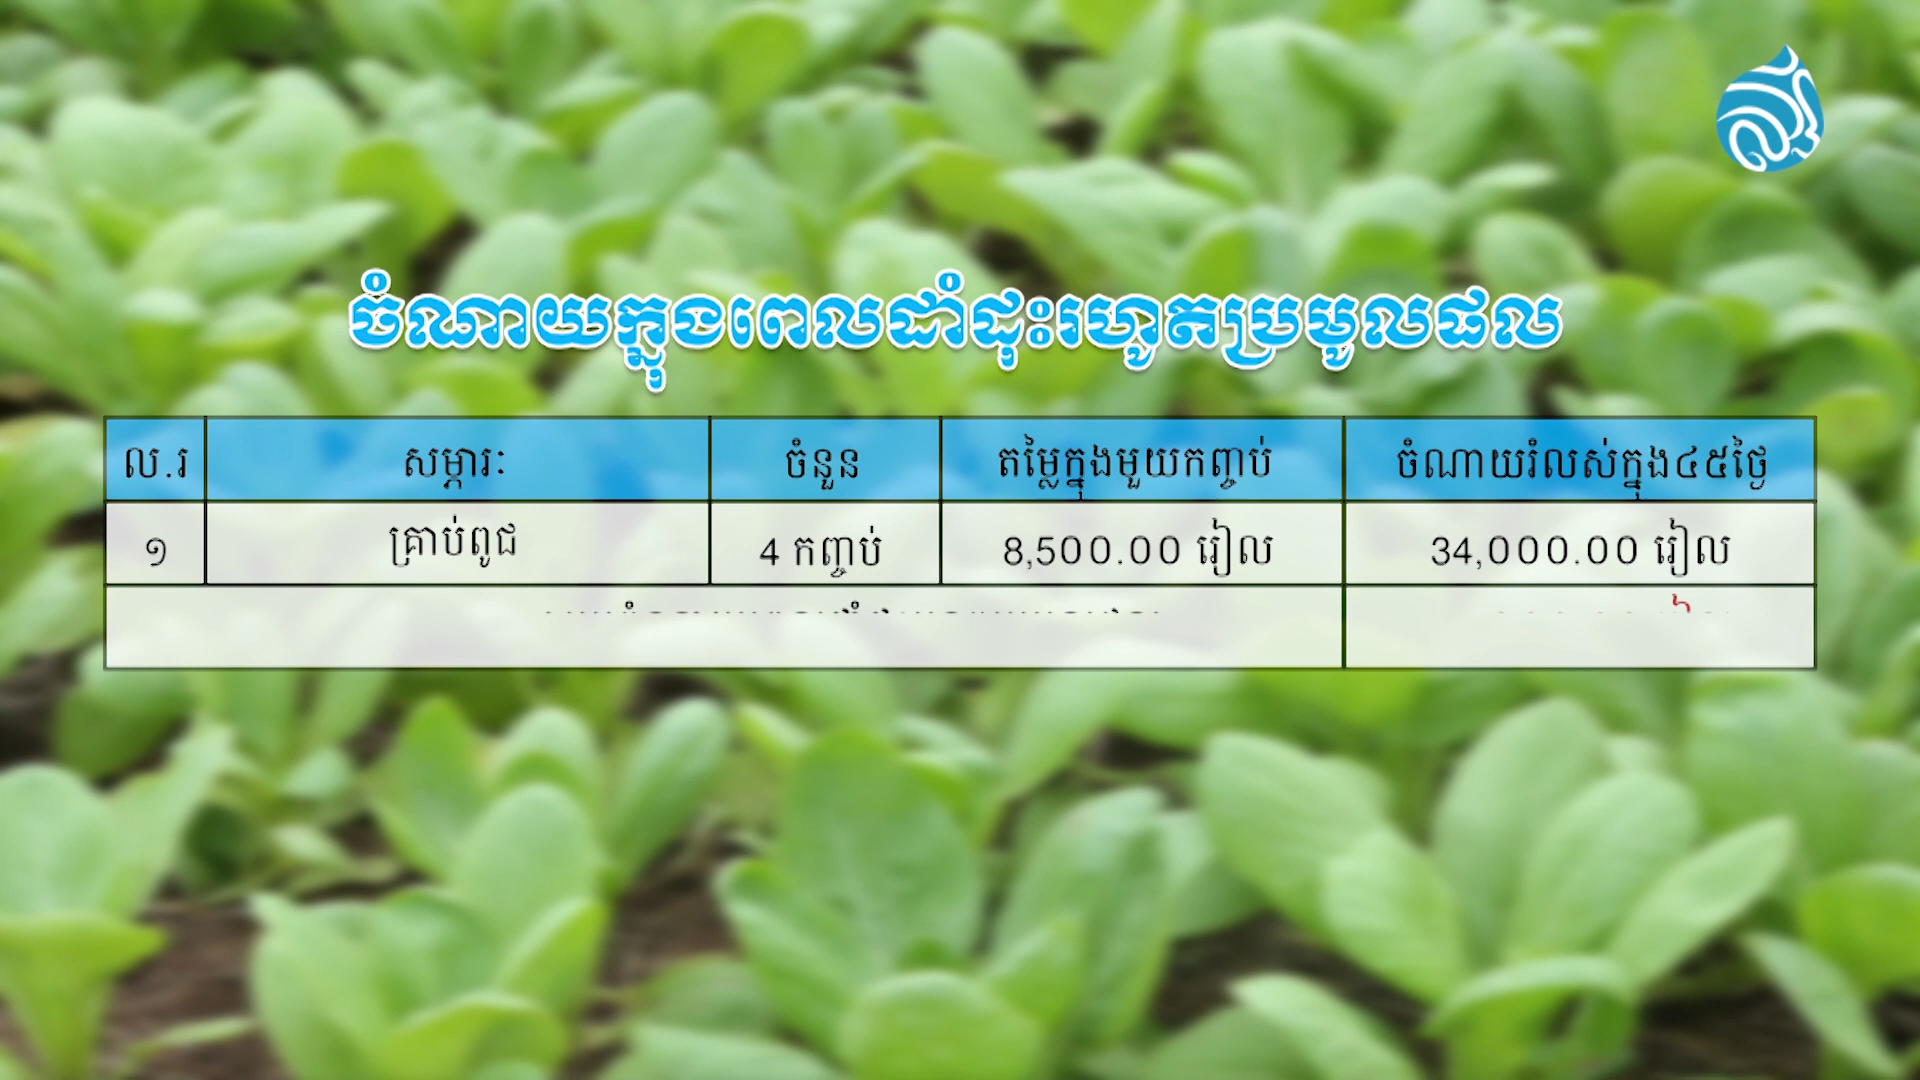 ចំណាយក្នុងពេលដាំដុះរហូតប្រមូលផល
ល.រ សម្ភារៈ ចំនួន តម្លៃក្នុងមួយកញ្ចប់ ចំណាយរំលស់ក្នុង៤៥ថ្ងៃ
១ គ្រាប់ពូជ 4 កញ្ចប់ 8,500.00 រៀល 34,000.00 រៀល